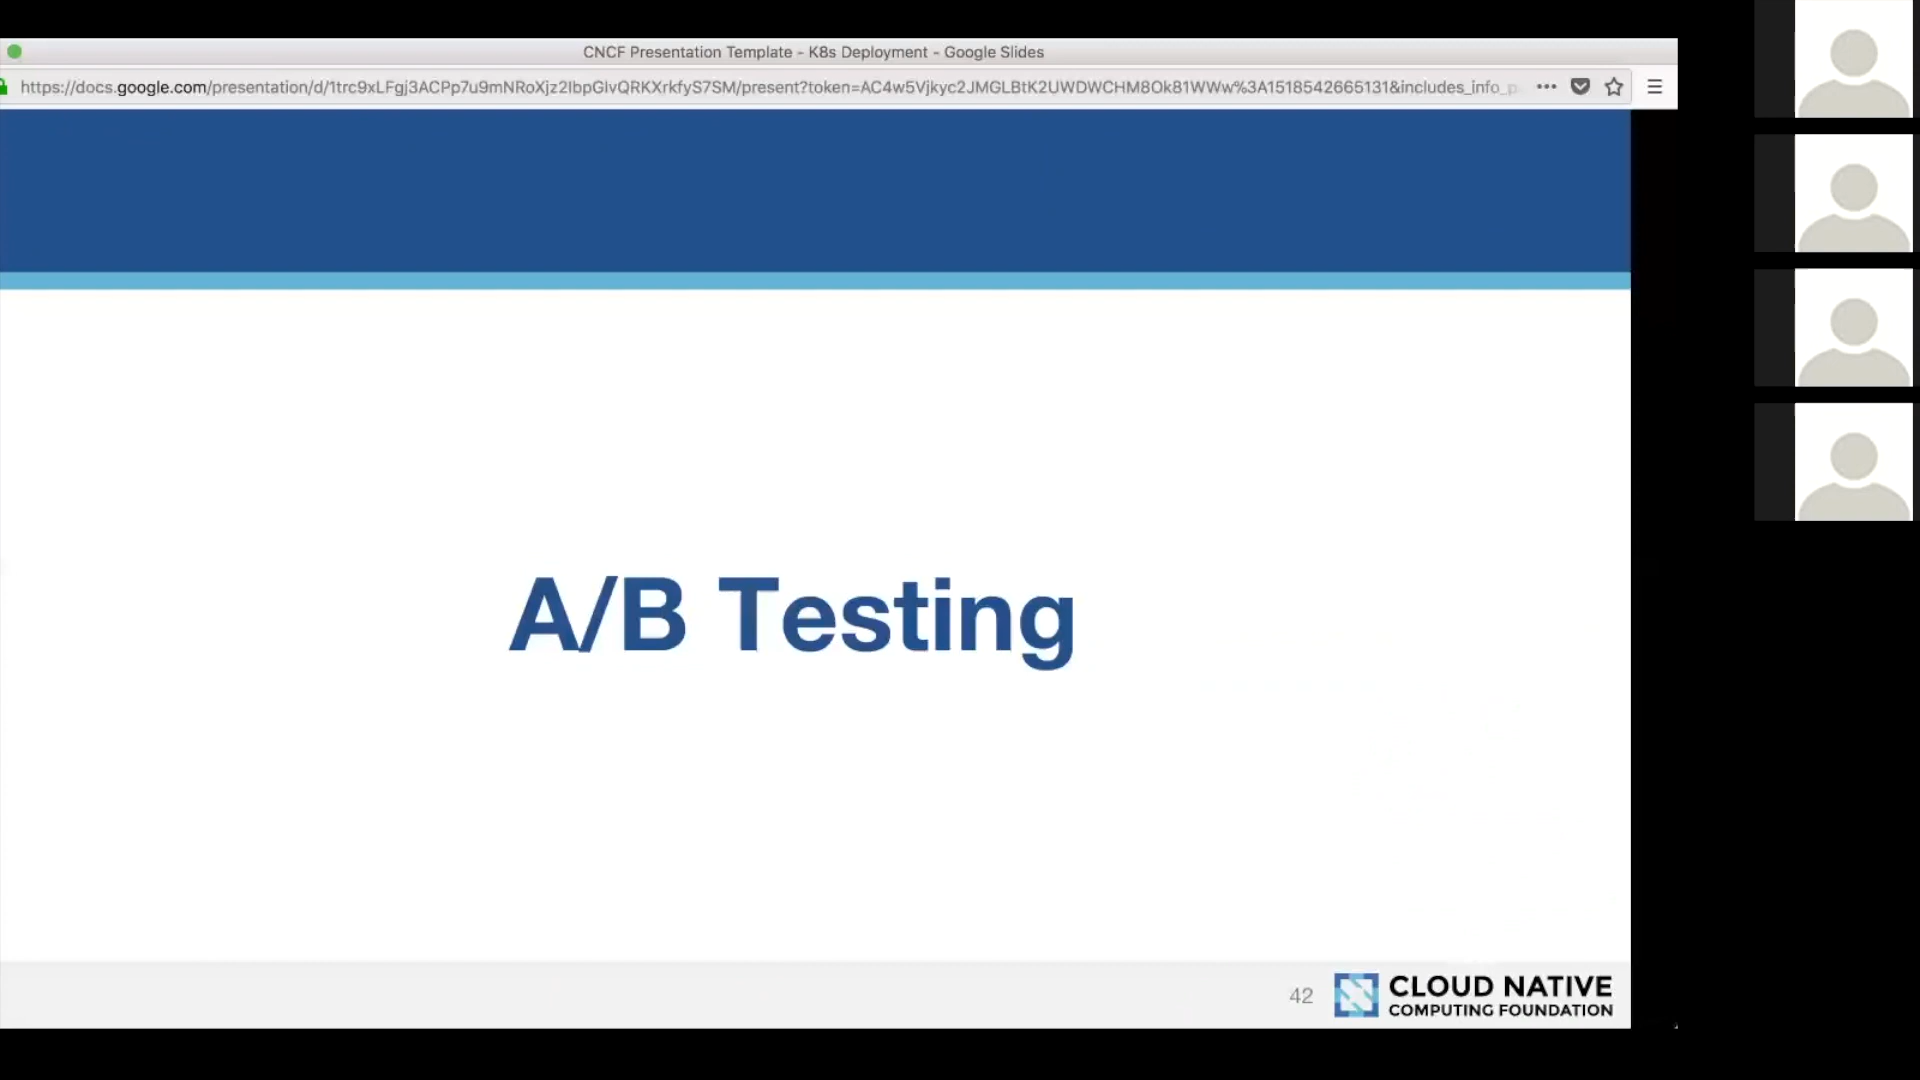 CNCF Presentation Template - K8s Deployment - Google Slides
https://docs.google.com/presentation/d/1trc9xLFgj3ACPp7u9mNRoXjz2IbpGlvQRKXrkfyS7SM/present?token=AC4w5Vjkyc2JMGLBtK2UWDWCHM8Ok81WWw%3A1518542665131&includes_info_p
A/B Testing
42
CLOUD NATIVE
COMPUTING FOUNDATION